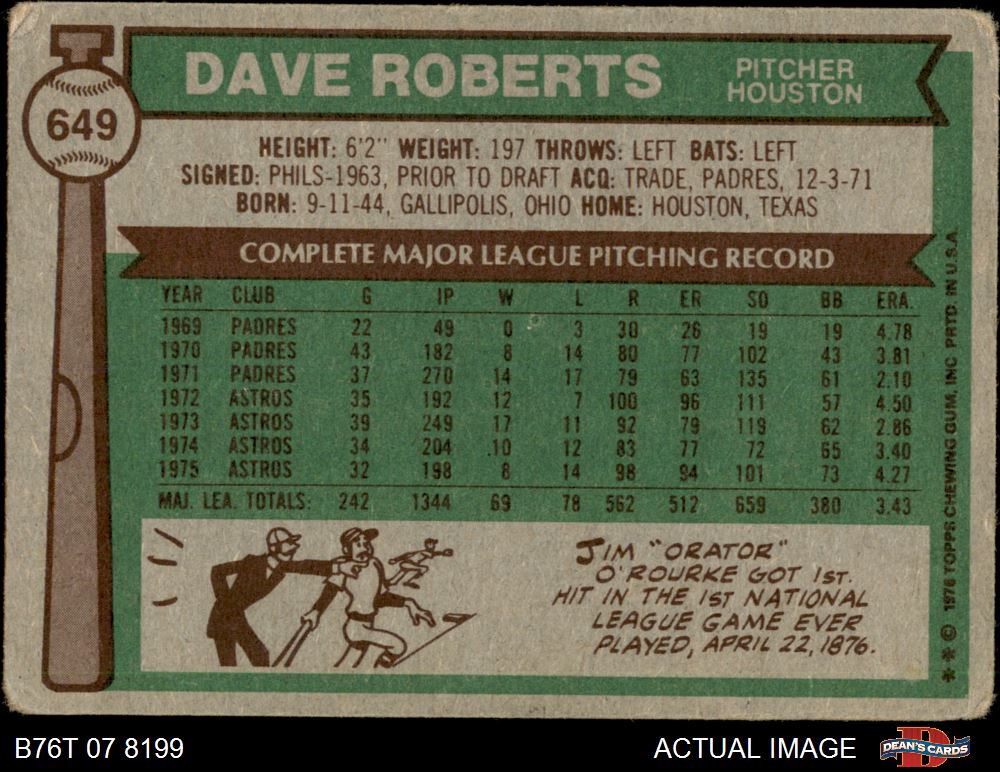 649
DAVE ROBERTS
PITCHER
HOUSTON
HEIGHT: 6'2" WEIGHT: 197 THROWS: LEFT BATS: LEFT
SIGNED: PHILS-1963, PRIOR TO DRAFT ACQ: TRADE, PADRES, 12-3-71
BORN: 9-11-44, GALLIPOLIS, OHIO HOME: HOUSTON, TEXAS
COMPLETE MAJOR LEAGUE PITCHING RECORD
YEAR CLUB G IP W L R ER SO BB ERA.
1969 PADRES 22 49 0 3 30 26 19 19 4.78
1970 PADRES 43 182 8 14 80 77 102 43 3.81
1971 PADRES 37 270 14 17 79 63 135 61 2.10
1972 ASTROS 35 192 12 7 100 96 111 57 4.50
1973 ASTROS 39 249 17 11 92 79 119 62 2.86
1974 ASTROS 34 204 10 12 83 77 72 65 3.40
1975 ASTROS 32 198 8 14 98 94 101 73 4.27
MAJ. LEA. TOTALS: 242 1344 69 78 562 512 659 380 3.43
JIM "ORATOR"
O'ROURKE GOT 1ST.
HIT IN THE 1ST NATIONAL
LEAGUE GAME EVER
PLAYED, APRIL 22, 1876.
** © 1976 TOPPS CHEWING GUM, INC PRTD. IN U.S.A.
B76T 07 8199
ACTUAL IMAGE
DEAN'S CARDS